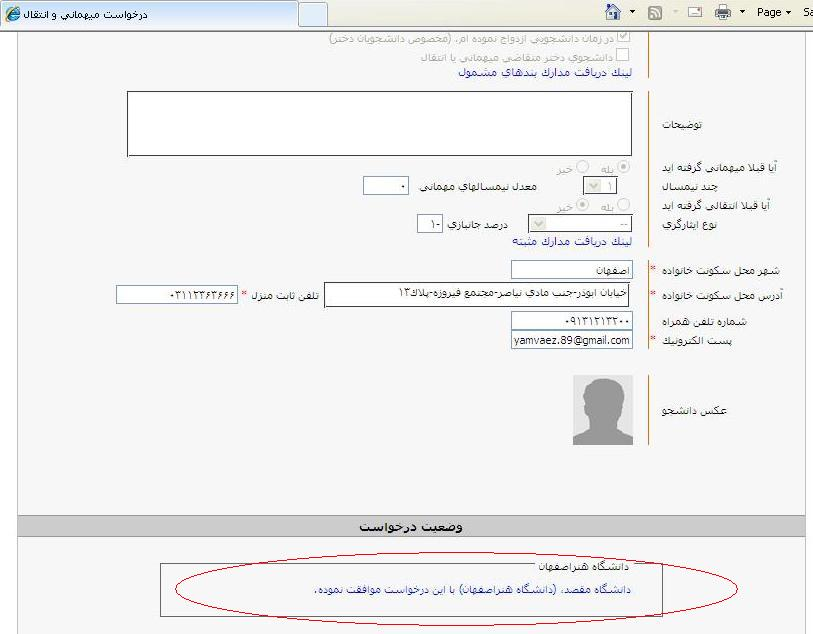 درخواست ميهماني و انتقال
Page
در زمان دانشجويي ازدواج نموده ام. (مخصوص دانشجويان دختر)
دانشجوي دختر متقاضي ميهماني يا انتقال
لينك دريافت مدارك بندهاي مشمول
توضيحات
آيا قبلا ميهماني گرفته ايد بله خير
چند نيمسال ۱ معدل نيمسالهاي مهماني ۰
آيا قبلا انتقالي گرفته ايد بله خير
نوع ايثارگري -- درصد جانبازي -۱
لينك دريافت مدارك مثبته
شهر محل سكونت خانواده * اصفهان
آدرس محل سكونت خانواده * خيابان ابوذر-جنب مادي نياصر-مجتمع فيروزه-پلاك۱۳ تلفن ثابت منزل * ۰۳۱۱۲۳۶۳۶۶۶
شماره تلفن همراه ۰۹۱۳۱۲۱۳۲۰۰
پست الكترونيك * yamvaez.89@gmail.com
عكس دانشجو
وضعيت درخواست
دانشگاه هنراصفهان
دانشگاه مقصد، (دانشگاه هنراصفهان) با اين درخواست موافقت نموده.